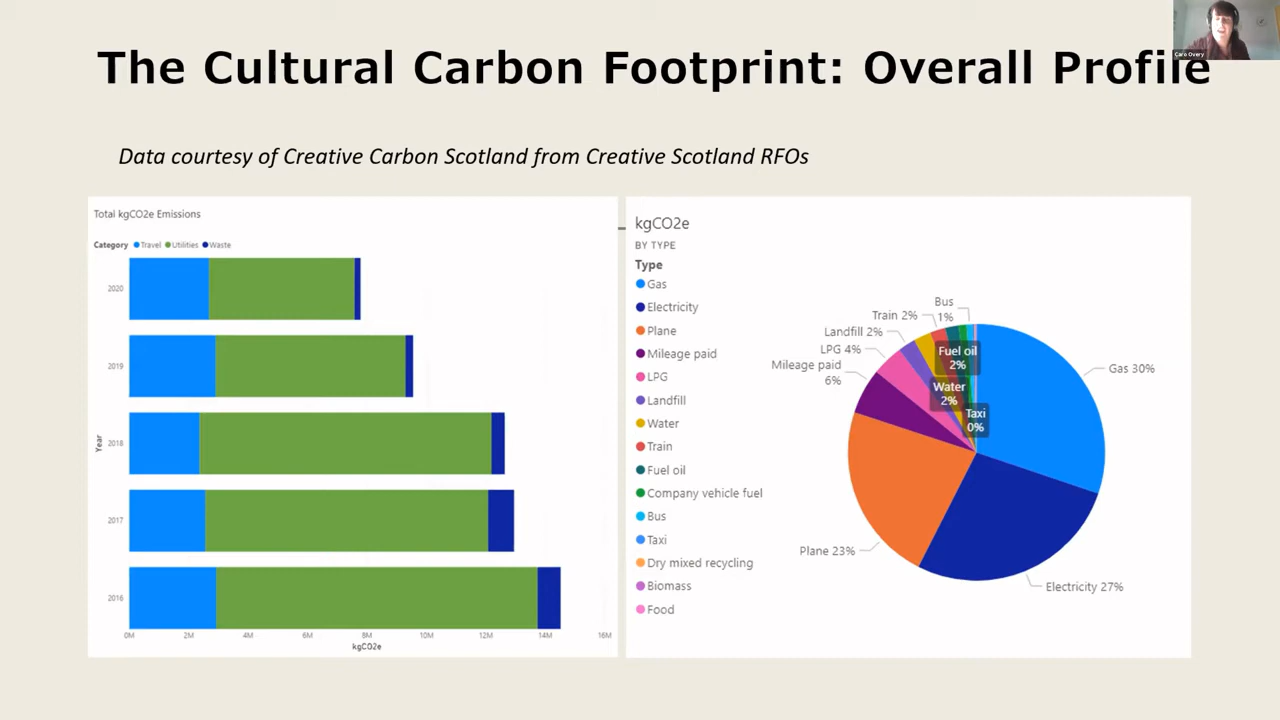 The Cultural Carbon Footprint: Overall Profile
Caro Overy
Data courtesy of Creative Carbon Scotland from Creative Scotland RFOs
Total kgCO2e Emissions
Category Travel Utilities Waste
Year
2020
2019
2018
2017
2016
0M 2M 4M 6M 8M 10M 12M 14M 16M
kgCO2e
kgCO2e
BY TYPE
Type
Gas
Electricity
Plane
Mileage paid
LPG
Landfill
Water
Train
Fuel oil
Company vehicle fuel
Bus
Taxi
Dry mixed recycling
Biomass
Food
Bus
1%
Train 2%
Landfill 2%
LPG 4%
Mileage paid
6%
Fuel oil
2%
Water
2%
Taxi
0%
Gas 30%
Plane 23%
Electricity 27%